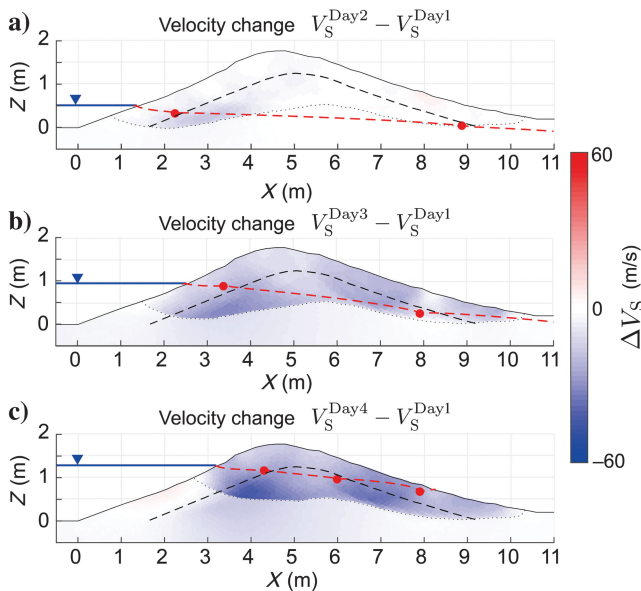 a) Velocity change V_S^Day2 − V_S^Day1
Z (m)
2
1
0
0 1 2 3 4 5 6 7 8 9 10 11
X (m)
b) Velocity change V_S^Day3 − V_S^Day1
Z (m)
2
1
0
0 1 2 3 4 5 6 7 8 9 10 11
X (m)
c) Velocity change V_S^Day4 − V_S^Day1
Z (m)
2
1
0
0 1 2 3 4 5 6 7 8 9 10 11
X (m)
60
0
−60
ΔV_S (m/s)